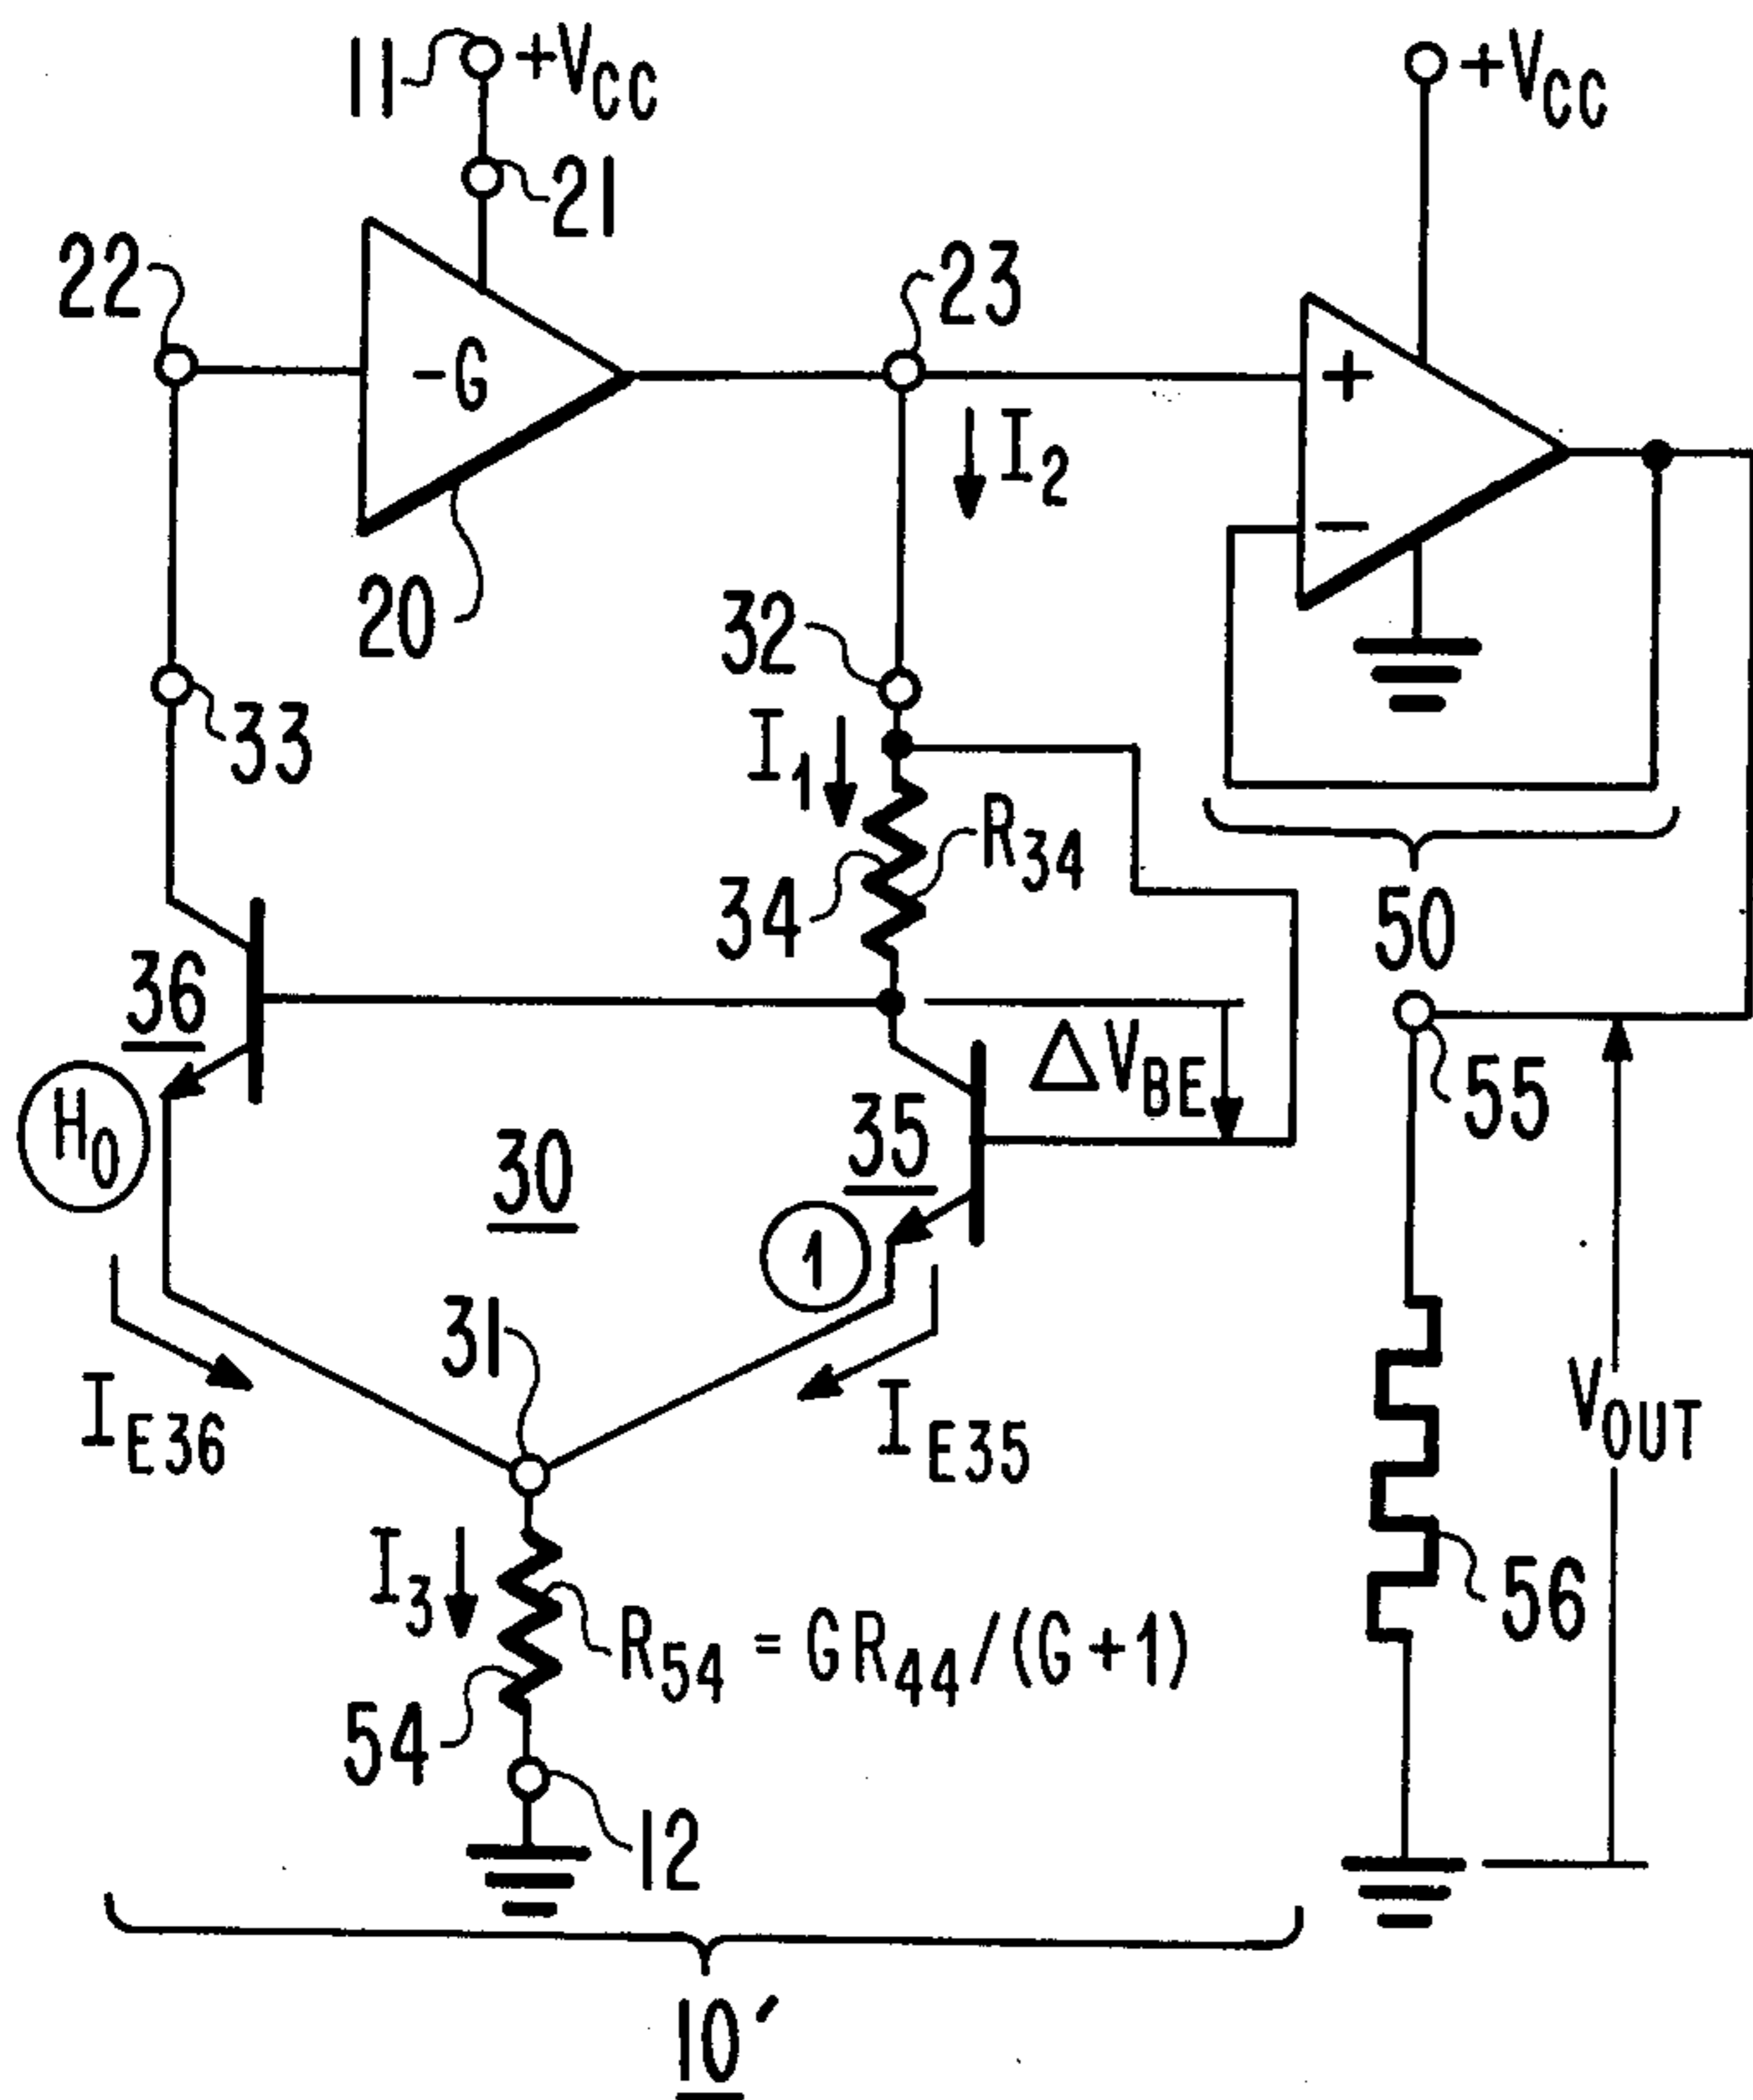 11 +VCC +VCC
21
22 23
-G + I2
−
20 32
33 I1
R34
34
50
36
ΔVBE 55
H0 35
30
1
31
IE36 IE35 VOUT
I3 56
R54 = GR44/(G+1)
54
12
10′